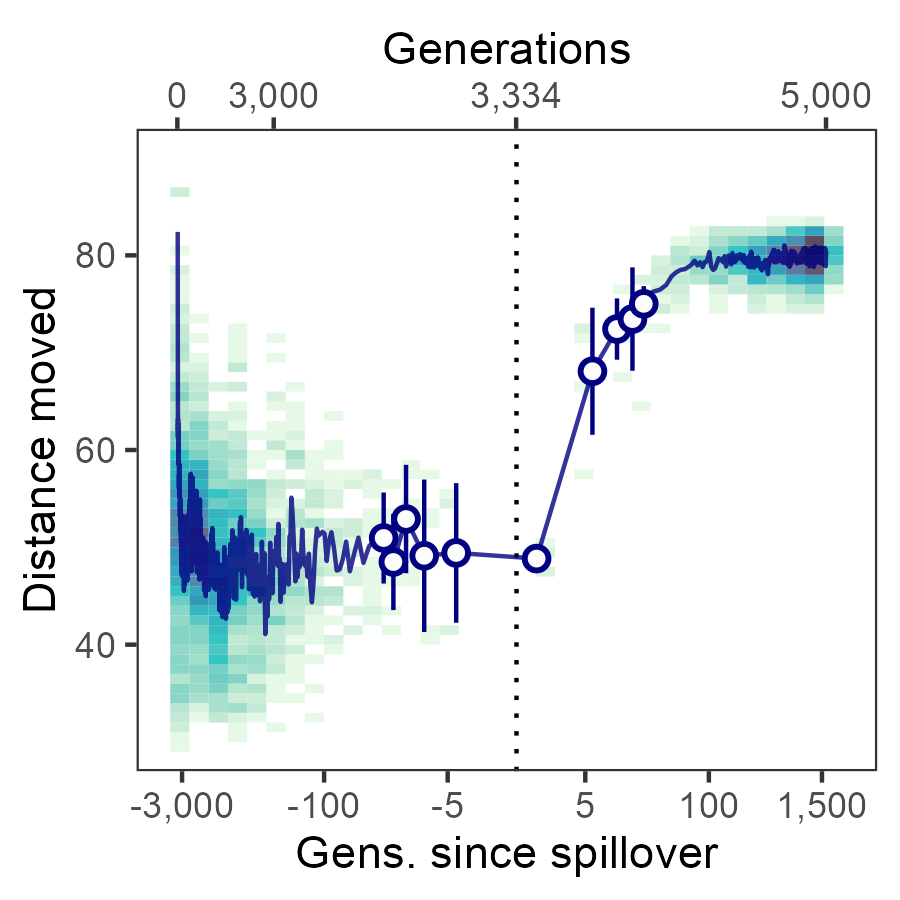 Generations
0 3,000 3,334 5,000
80
60
40
Distance moved
-3,000 -100 -5 5 100 1,500
Gens. since spillover